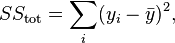 SS_tot = ∑_i (y_i − ȳ)²,